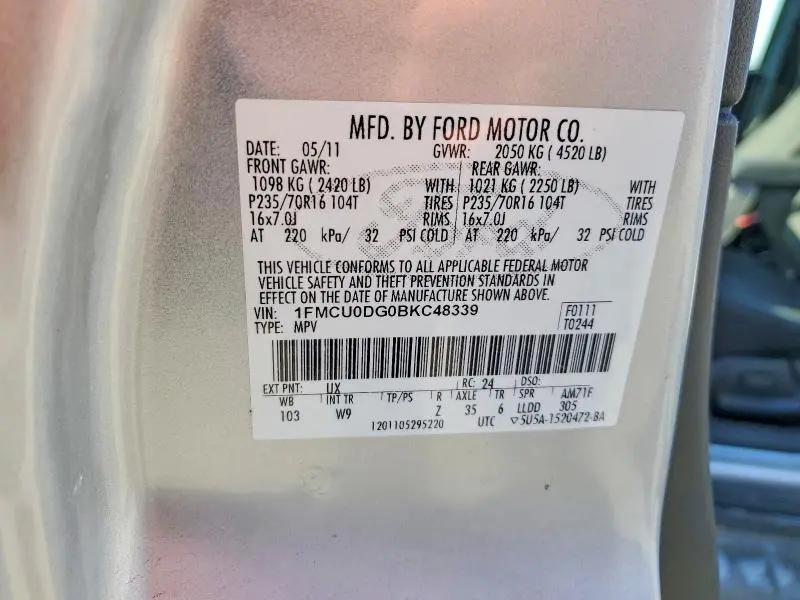 MFD. BY FORD MOTOR CO.
DATE: 05/11 GVWR: 2050 KG ( 4520 LB)
FRONT GAWR: REAR GAWR:
1098 KG ( 2420 LB) WITH 1021 KG ( 2250 LB) WITH
P235/70R16 104T TIRES P235/70R16 104T TIRES
16x7.0J RIMS 16x7.0J RIMS
AT 220 kPa/ 32 PSI COLD AT 220 kPa/ 32 PSI COLD
THIS VEHICLE CONFORMS TO ALL APPLICABLE FEDERAL MOTOR
VEHICLE SAFETY AND THEFT PREVENTION STANDARDS IN
EFFECT ON THE DATE OF MANUFACTURE SHOWN ABOVE.
VIN: 1FMCU0DG0BKC48339 F0111
TYPE: MPV T0244
EXT PNT: UX RC: 24 DSO:
WB INT TR TP/PS R AXLE TR SPR AM71F
103 W9 Z 35 6 LLDD 305
1201105295220 UTC ▽5U5A-1520472-BA